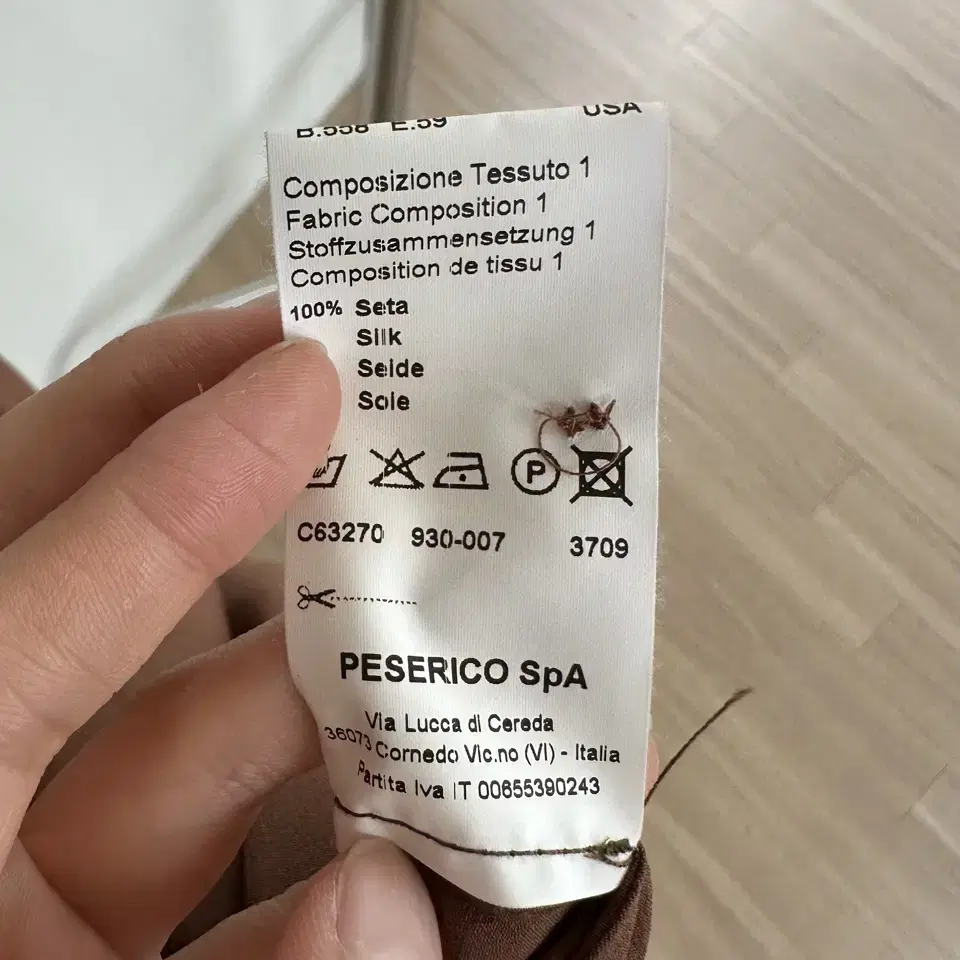 B.558 E.59 USA
Composizione Tessuto 1
Fabric Composition 1
Stoffzusammensetzung 1
Composition de tissu 1
100% Seta
Silk
Seide
Soie
P
C63270 930-007 3709
PESERICO SpA
Via Lucca di Cereda
36073 Cornedo Vic.no (VI) - Italia
Partita Iva IT 00655390243